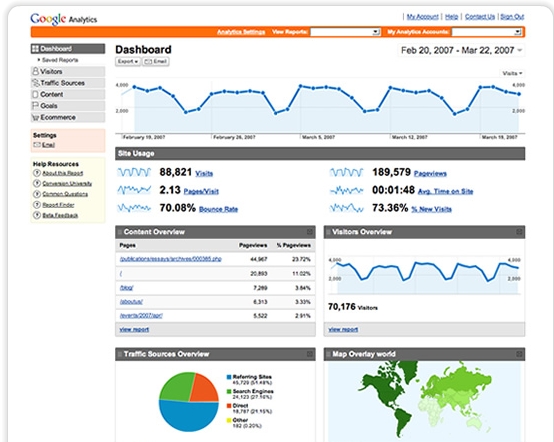 Google Analytics
My Account | Help | Contact Us | Sign Out
Analytics Settings View Reports: My Analytics Accounts:
Dashboard
Saved Reports
Visitors
Traffic Sources
Content
Goals
Ecommerce
Settings
Email
Help Resources
About this Report
Conversion University
Common Questions
Report Finder
Beta Feedback
Dashboard
Feb 20, 2007 - Mar 22, 2007
Export Email
Visits
4,000 4,000
2,000 2,000
February 19, 2007 February 26, 2007 March 5, 2007 March 12, 2007 March 19, 2007
Site Usage
88,821 Visits
189,579 Pageviews
2.13 Pages/Visit
00:01:48 Avg. Time on Site
70.08% Bounce Rate
73.36% % New Visits
Content Overview
Pages Pageviews % Pageviews
/publications/essays/archives/000385.php 44,967 23.72%
/ 20,893 11.02%
/blog/ 7,289 3.84%
/aboutus/ 6,313 3.33%
/events/2007/apr/ 5,522 2.91%
view report
Visitors Overview
4,000 4,000
2,000 2,000
70,176 Visitors
view report
Traffic Sources Overview
Referring Sites
45,729 (51.48%)
Search Engines
24,123 (27.16%)
Direct
18,787 (21.15%)
Other
182 (0.20%)
Map Overlay world